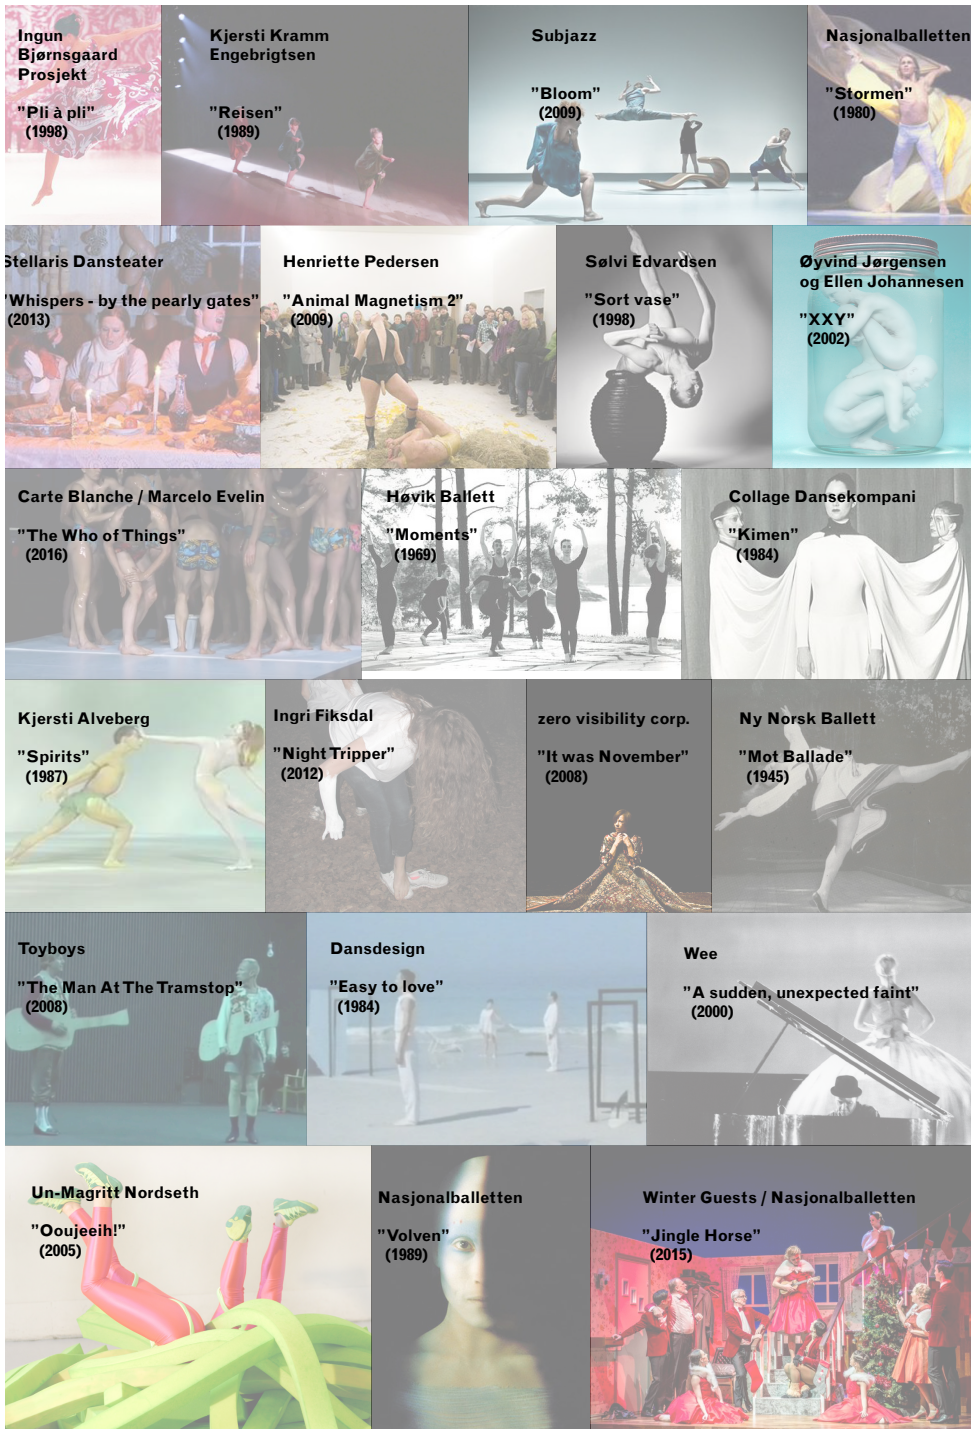 Ingun
Bjørnsgaard
Prosjekt
”Pli à pli”
(1998)
Kjersti Kramm
Engebrigtsen
”Reisen”
(1989)
Subjazz
”Bloom”
(2009)
Nasjonalballetten
”Stormen”
(1980)
Stellaris Dansteater
”Whispers - by the pearly gates”
(2013)
Henriette Pedersen
”Animal Magnetism 2”
(2009)
Sølvi Edvardsen
”Sort vase”
(1998)
Øyvind Jørgensen
og Ellen Johannesen
”XXY”
(2002)
Carte Blanche / Marcelo Evelin
”The Who of Things”
(2016)
Høvik Ballett
”Moments”
(1969)
Collage Dansekompani
”Kimen”
(1984)
Kjersti Alveberg
”Spirits”
(1987)
Ingri Fiksdal
”Night Tripper”
(2012)
zero visibility corp.
”It was November”
(2008)
Ny Norsk Ballett
”Mot Ballade”
(1945)
Toyboys
”The Man At The Tramstop”
(2008)
Dansdesign
”Easy to love”
(1984)
Wee
”A sudden, unexpected faint”
(2000)
Un-Magritt Nordseth
”Ooujeeih!”
(2005)
Nasjonalballetten
”Volven”
(1989)
Winter Guests / Nasjonalballetten
”Jingle Horse”
(2015)